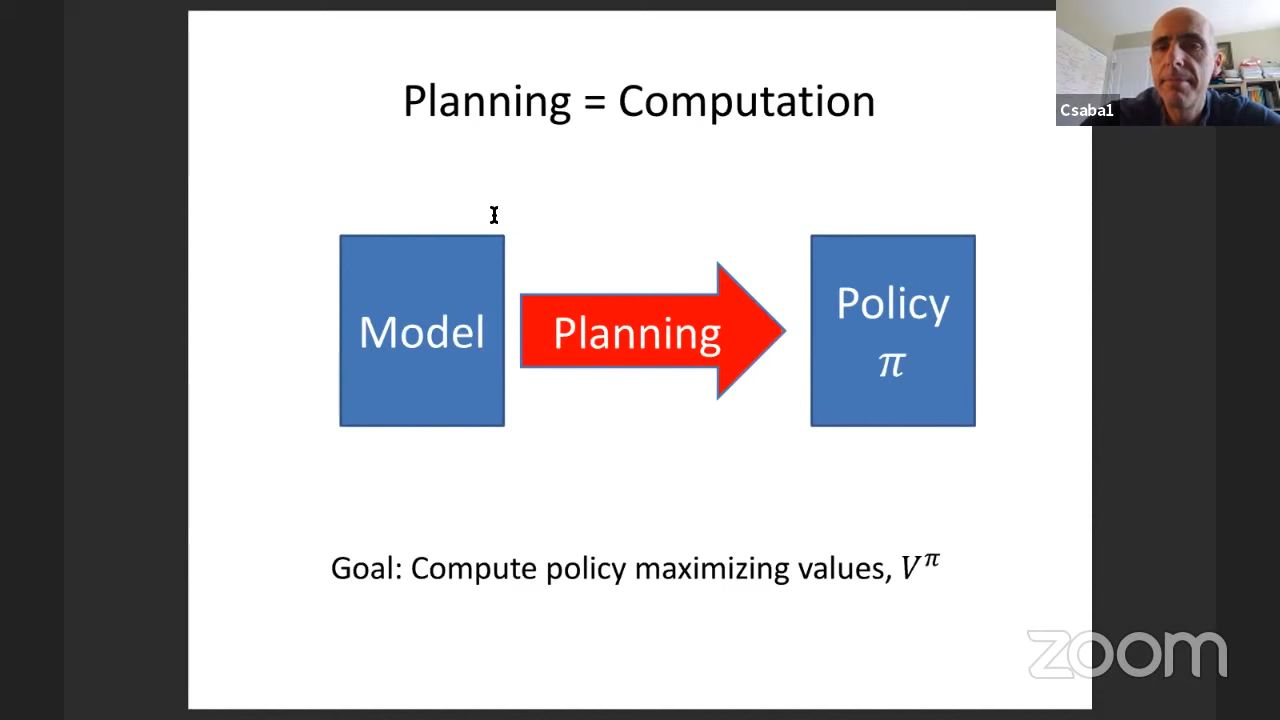 Planning = Computation
Csaba1
Model
Planning
Policy
π
Goal: Compute policy maximizing values, V^π
zoom